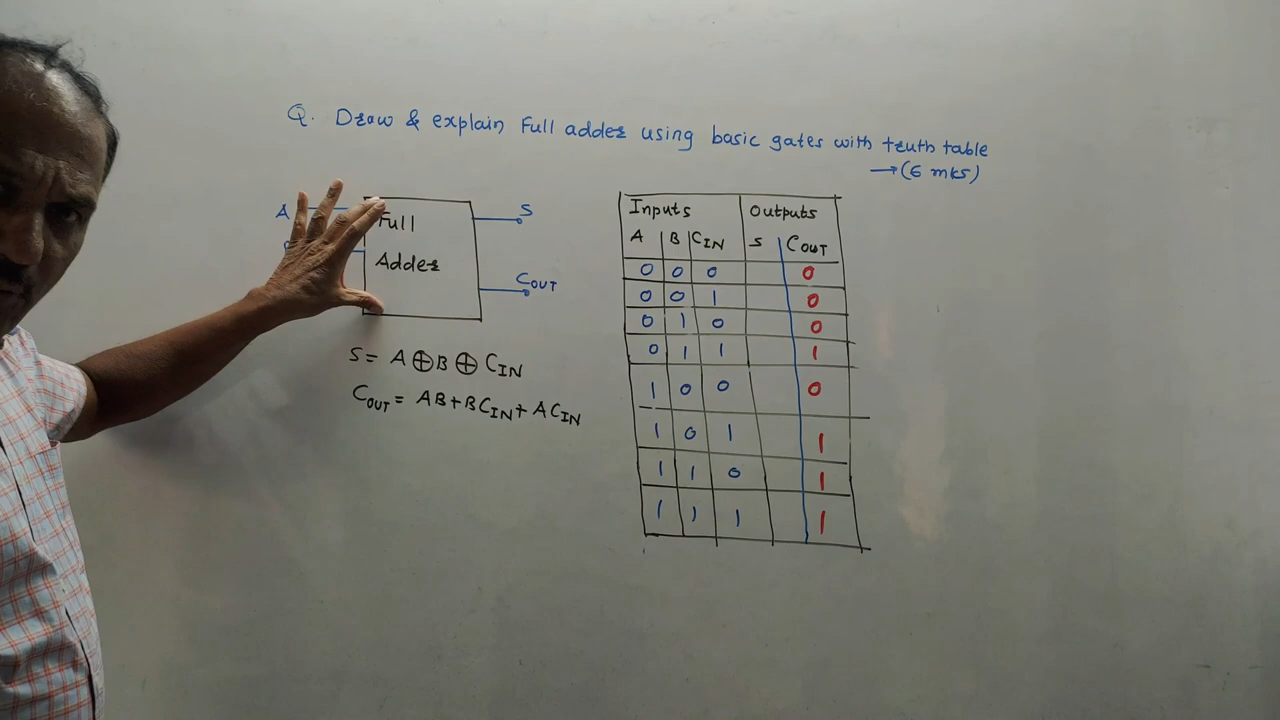 Q. Draw & explain Full adder using basic gates with truth table
→ (6 mks)
A
Full
Adder
S
COUT
S = A ⊕ B ⊕ CIN
COUT = AB + BCIN + ACIN
Inputs Outputs
A B CIN S COUT
0 0 0 0
0 0 1 0
0 1 0 0
0 1 1 1
1 0 0 0
1 0 1 1
1 1 0 1
1 1 1 1